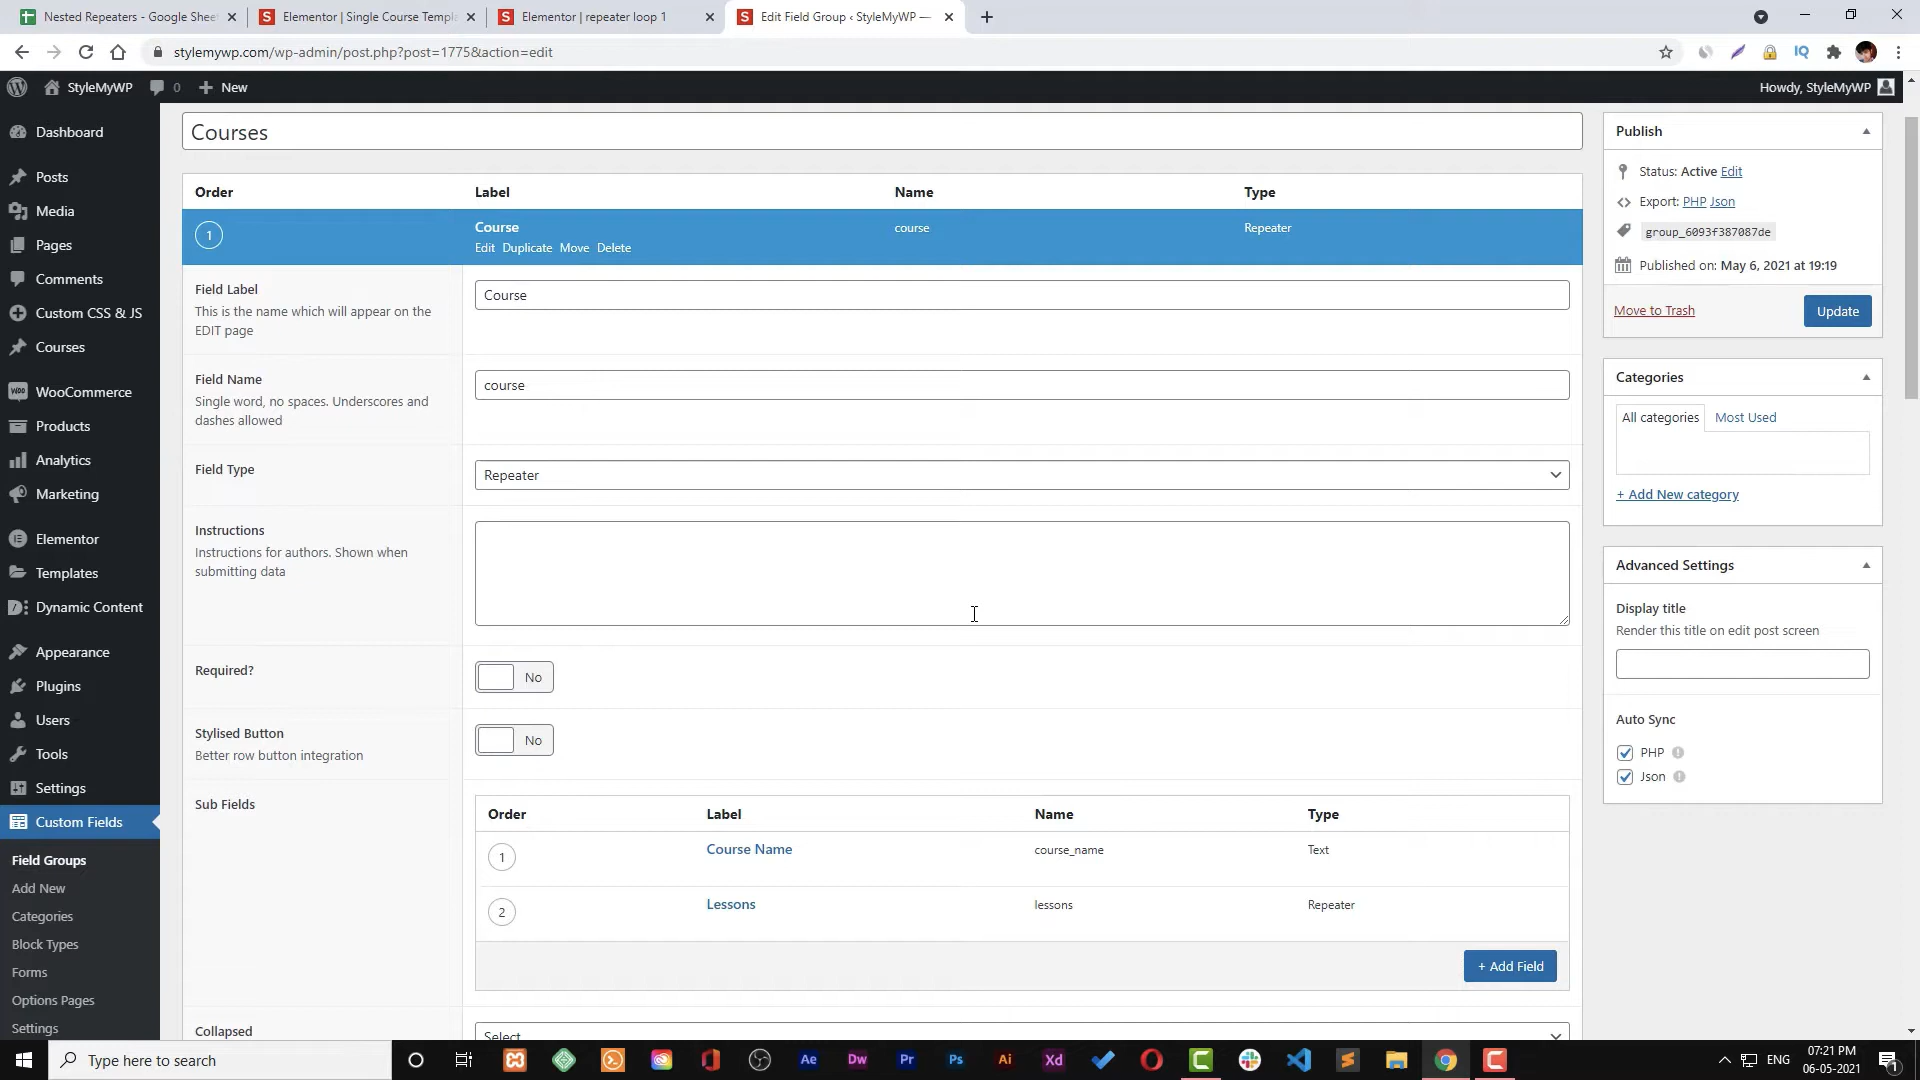 Nested Repeaters - Google Shee
Elementor | Single Course Templa
Elementor | repeater loop 1
Edit Field Group ‹ StyleMyWP —
stylemywp.com/wp-admin/post.php?post=1775&action=edit
StyleMyWP
0
New
Howdy, StyleMyWP
Dashboard
Posts
Media
Pages
Comments
Custom CSS & JS
Courses
WooCommerce
Products
Analytics
Marketing
Elementor
Templates
Dynamic Content
Appearance
Plugins
Users
Tools
Settings
Custom Fields
Field Groups
Add New
Categories
Block Types
Forms
Options Pages
Settings
Courses
Order Label Name Type
1 Course course Repeater
Edit Duplicate Move Delete
Field Label
This is the name which will appear on the
EDIT page
Course
Field Name
Single word, no spaces. Underscores and
dashes allowed
course
Field Type
Repeater
Instructions
Instructions for authors. Shown when
submitting data
Required?
No
Stylised Button
Better row button integration
No
Sub Fields
Order Label Name Type
1 Course Name course_name Text
2 Lessons lessons Repeater
+ Add Field
Collapsed
Select
Publish
Status: Active Edit
Export: PHP Json
group_6093f387087de
Published on: May 6, 2021 at 19:19
Move to Trash
Update
Categories
All categories
Most Used
+ Add New category
Advanced Settings
Display title
Render this title on edit post screen
Auto Sync
PHP
Json
Type here to search
Ae
Dw
Pr
Ps
Ai
Xd
ENG
07:21 PM
06-05-2021
1